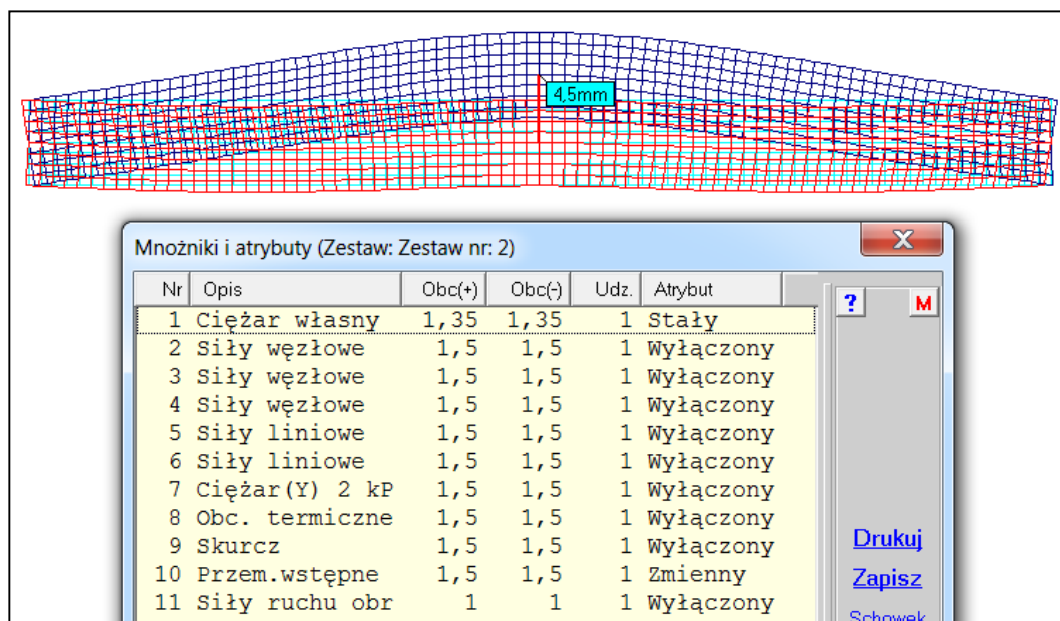 4,5mm
Mnożniki i atrybuty (Zestaw: Zestaw nr: 2)
X
Nr Opis Obc(+) Obc(-) Udz. Atrybut
? M
1 Ciężar własny 1,35 1,35 1 Stały
2 Siły węzłowe 1,5 1,5 1 Wyłączony
3 Siły węzłowe 1,5 1,5 1 Wyłączony
4 Siły węzłowe 1,5 1,5 1 Wyłączony
5 Siły liniowe 1,5 1,5 1 Wyłączony
6 Siły liniowe 1,5 1,5 1 Wyłączony
7 Ciężar(Y) 2 kP 1,5 1,5 1 Wyłączony
8 Obc. termiczne 1,5 1,5 1 Wyłączony
9 Skurcz 1,5 1,5 1 Wyłączony
10 Przem.wstępne 1,5 1,5 1 Zmienny
11 Siły ruchu obr 1 1 1 Wyłączony
Drukuj
Zapisz
Schowek